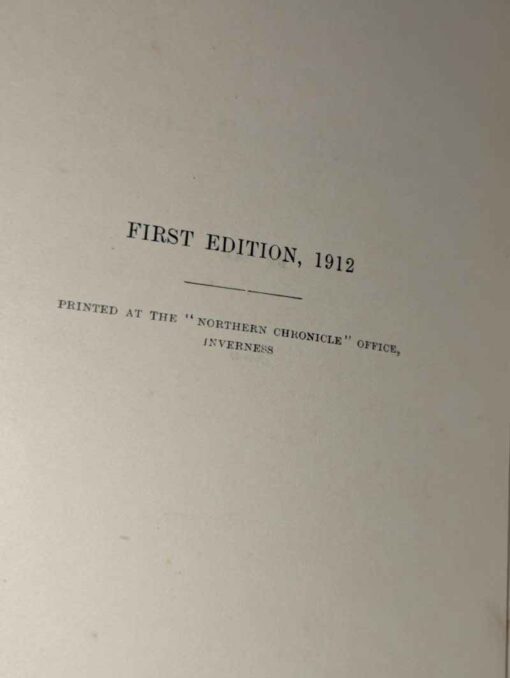 FIRST EDITION, 1912
PRINTED AT THE "NORTHERN CHRONICLE" OFFICE,
INVERNESS